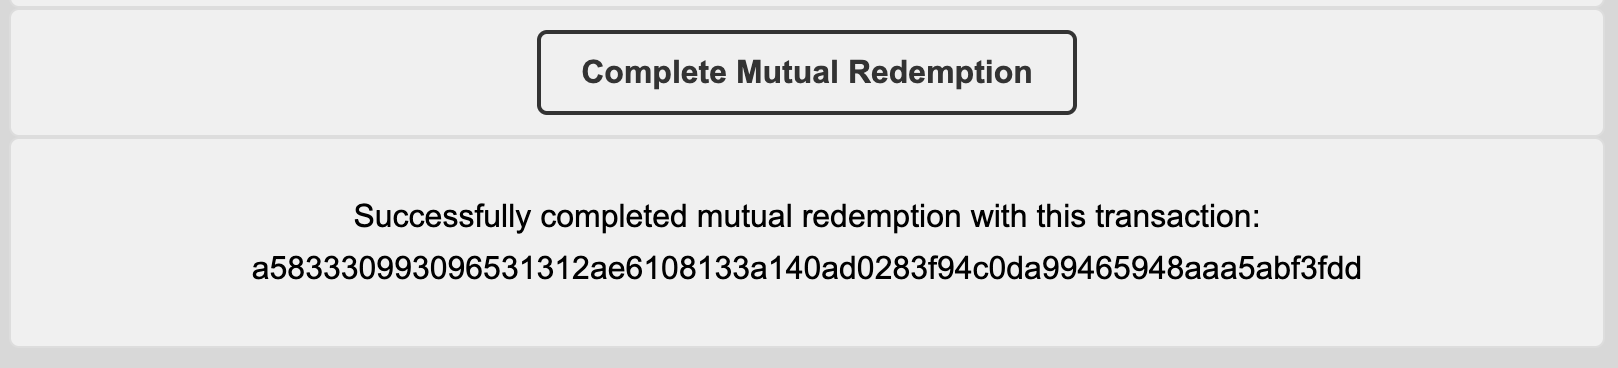 Complete Mutual Redemption
Successfully completed mutual redemption with this transaction:
a583330993096531312ae6108133a140ad0283f94c0da99465948aaa5abf3fdd